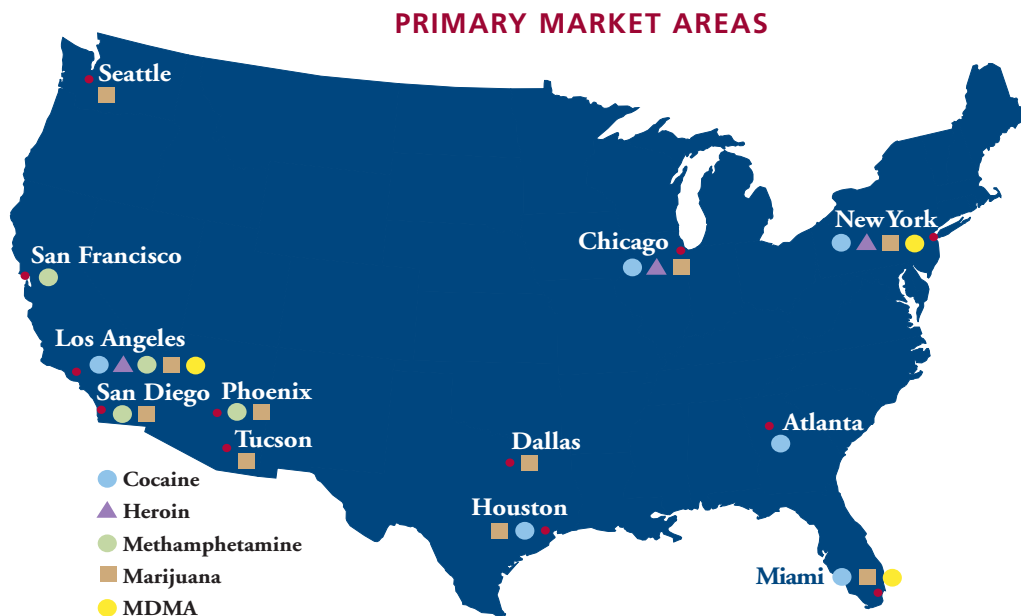 PRIMARY MARKET AREAS
Seattle
New York
Chicago
San Francisco
Los Angeles
San Diego
Phoenix
Atlanta
Tucson
Dallas
Cocaine
Houston
Heroin
Methamphetamine
Marijuana
Miami
MDMA